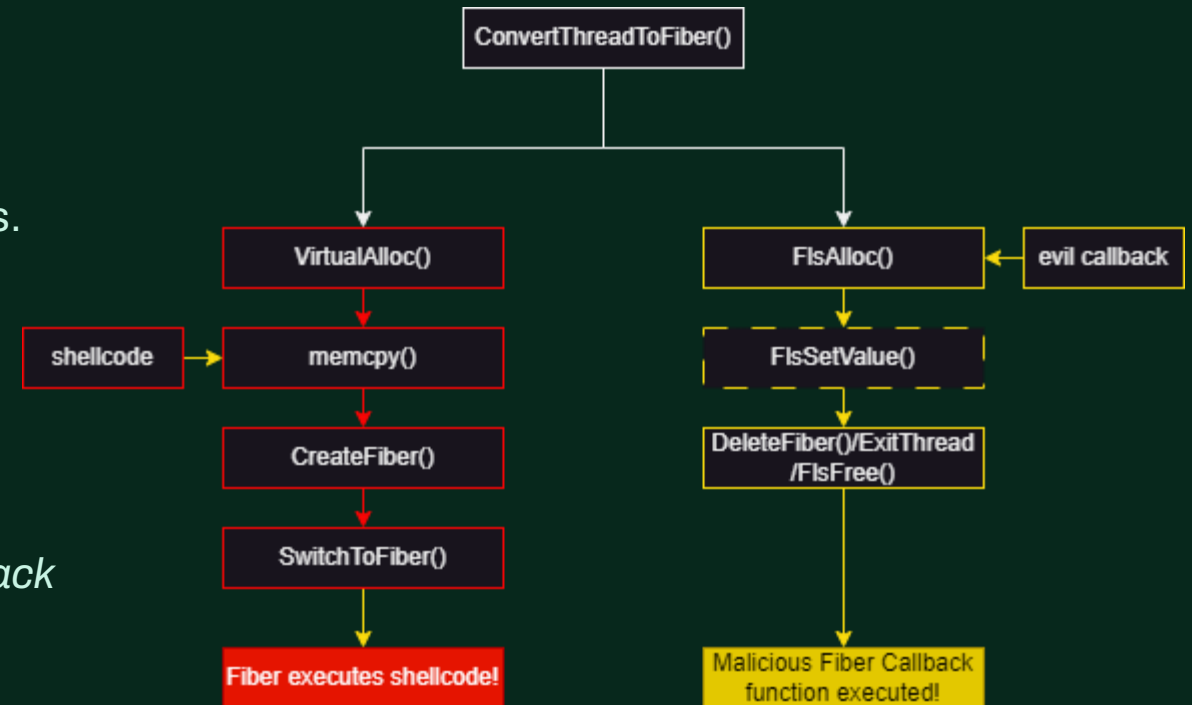 ConvertThreadToFiber()
s.
VirtualAlloc()
FlsAlloc()
evil callback
shellcode
memcpy()
FlsSetValue()
CreateFiber()
DeleteFiber()/ExitThread
/FlsFree()
SwitchToFiber()
ack
Fiber executes shellcode!
Malicious Fiber Callback
function executed!